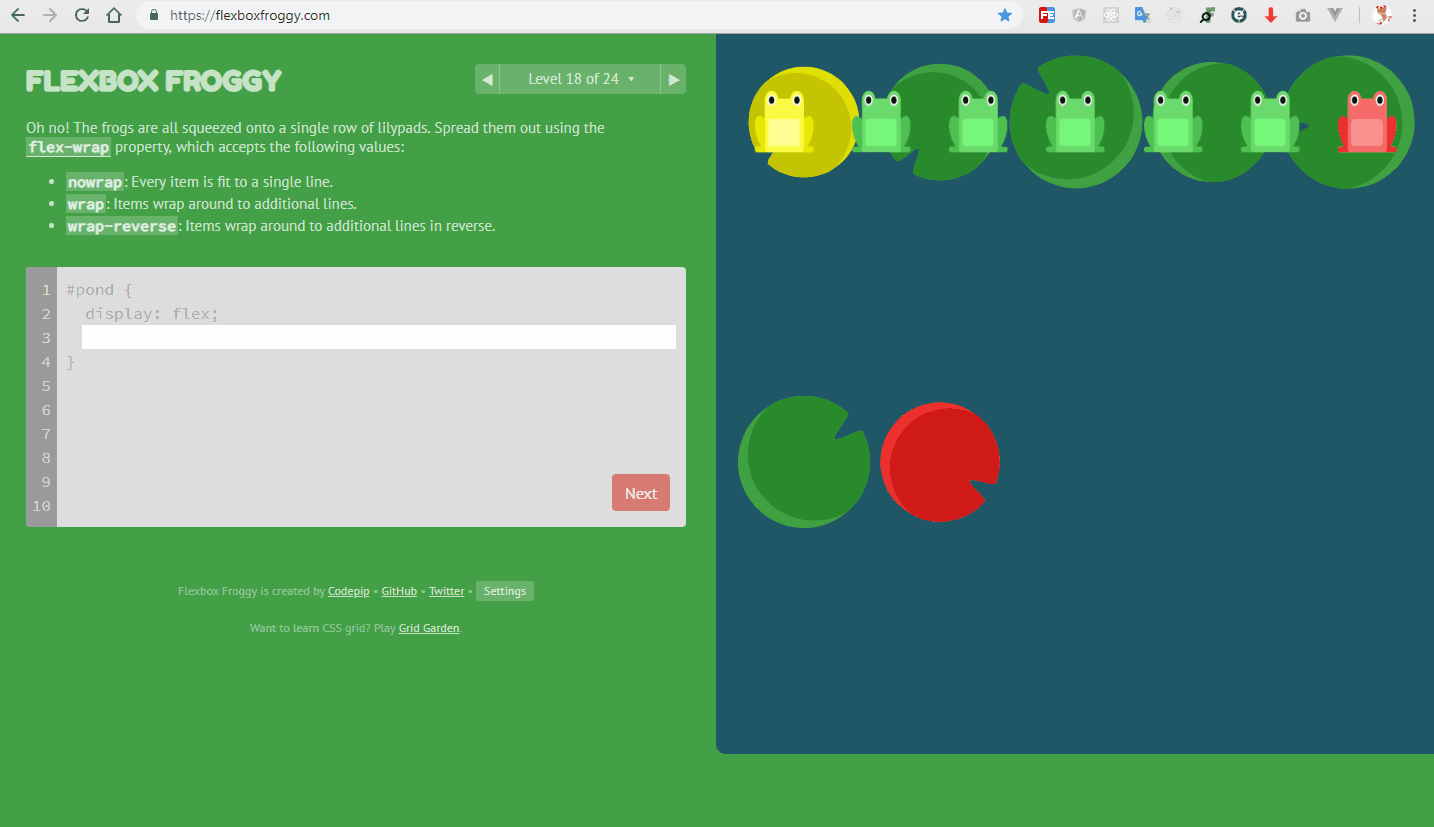 https://flexboxfroggy.com
FE
FLEXBOX FROGGY
◀ Level 18 of 24 ▾ ▶
Oh no! The frogs are all squeezed onto a single row of lilypads. Spread them out using the
flex-wrap property, which accepts the following values:
• nowrap: Every item is fit to a single line.
• wrap: Items wrap around to additional lines.
• wrap-reverse: Items wrap around to additional lines in reverse.
1 #pond {
2 display: flex;
3
4 }
5
6
7
8
9
10
Next
Flexbox Froggy is created by Codepip • GitHub • Twitter • Settings
Want to learn CSS grid? Play Grid Garden.